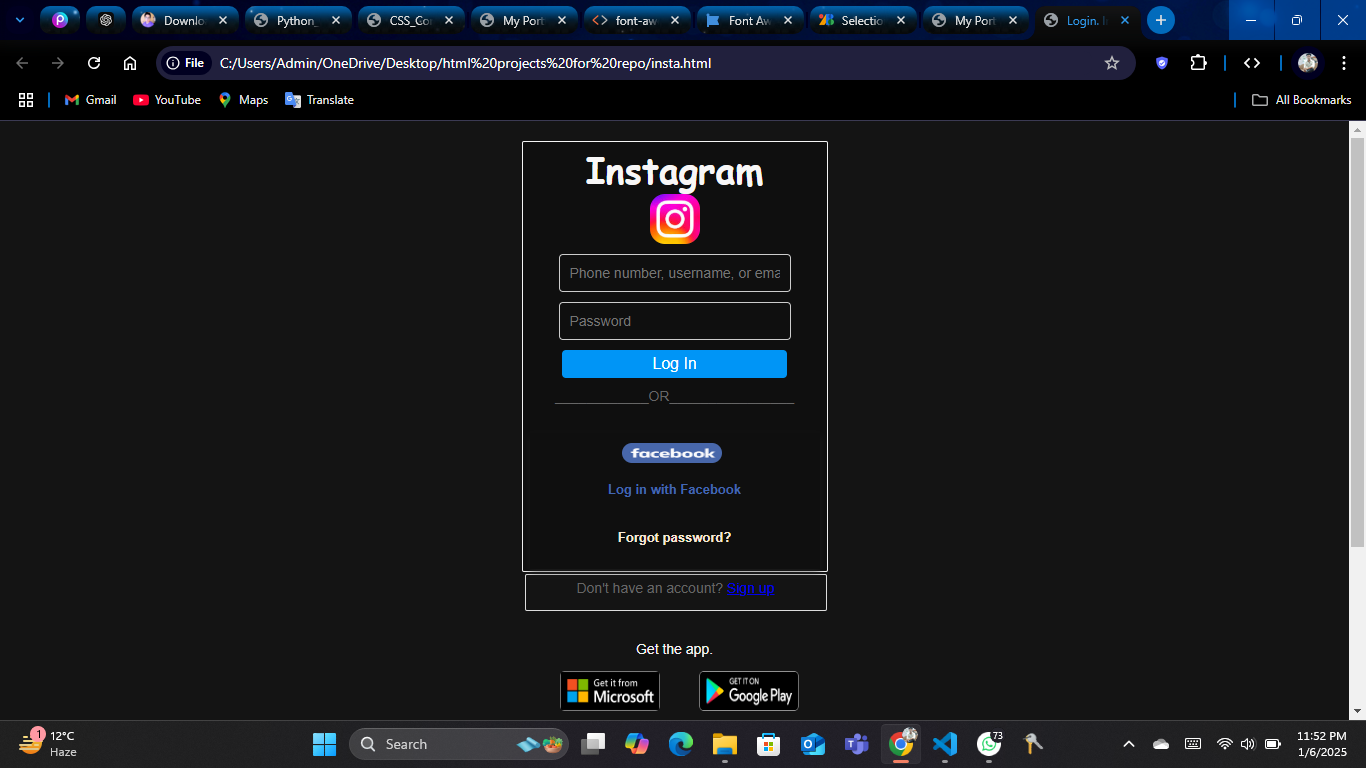 Downlo
Python_
CSS_Co
My Port
font-aw
Font Aw
Selectio
My Port
Login. I
File
C:/Users/Admin/OneDrive/Desktop/html%20projects%20for%20repo/insta.html
Gmail
YouTube
Maps
Translate
All Bookmarks
Instagram
Phone number, username, or ema
Password
Log In
OR
facebook
Log in with Facebook
Forgot password?
Don't have an account? Sign up
Get the app.
Get it from
Microsoft
GET IT ON
Google Play
1
12°C
Haze
Search
73
11:52 PM
1/6/2025